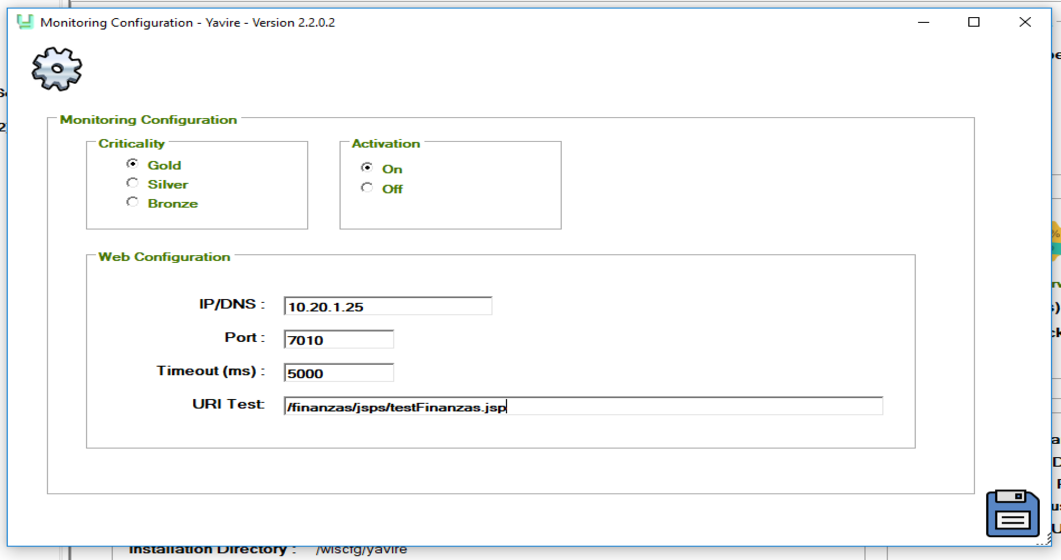 Monitoring Configuration - Yavire - Version 2.2.0.2
Monitoring Configuration
Criticality
Gold
Silver
Bronze
Activation
On
Off
Web Configuration
IP/DNS : 10.20.1.25
Port : 7010
Timeout (ms) : 5000
URI Test: /finanzas/jsps/testFinanzas.jsp
Installation Directory : /wlscfg/yavire